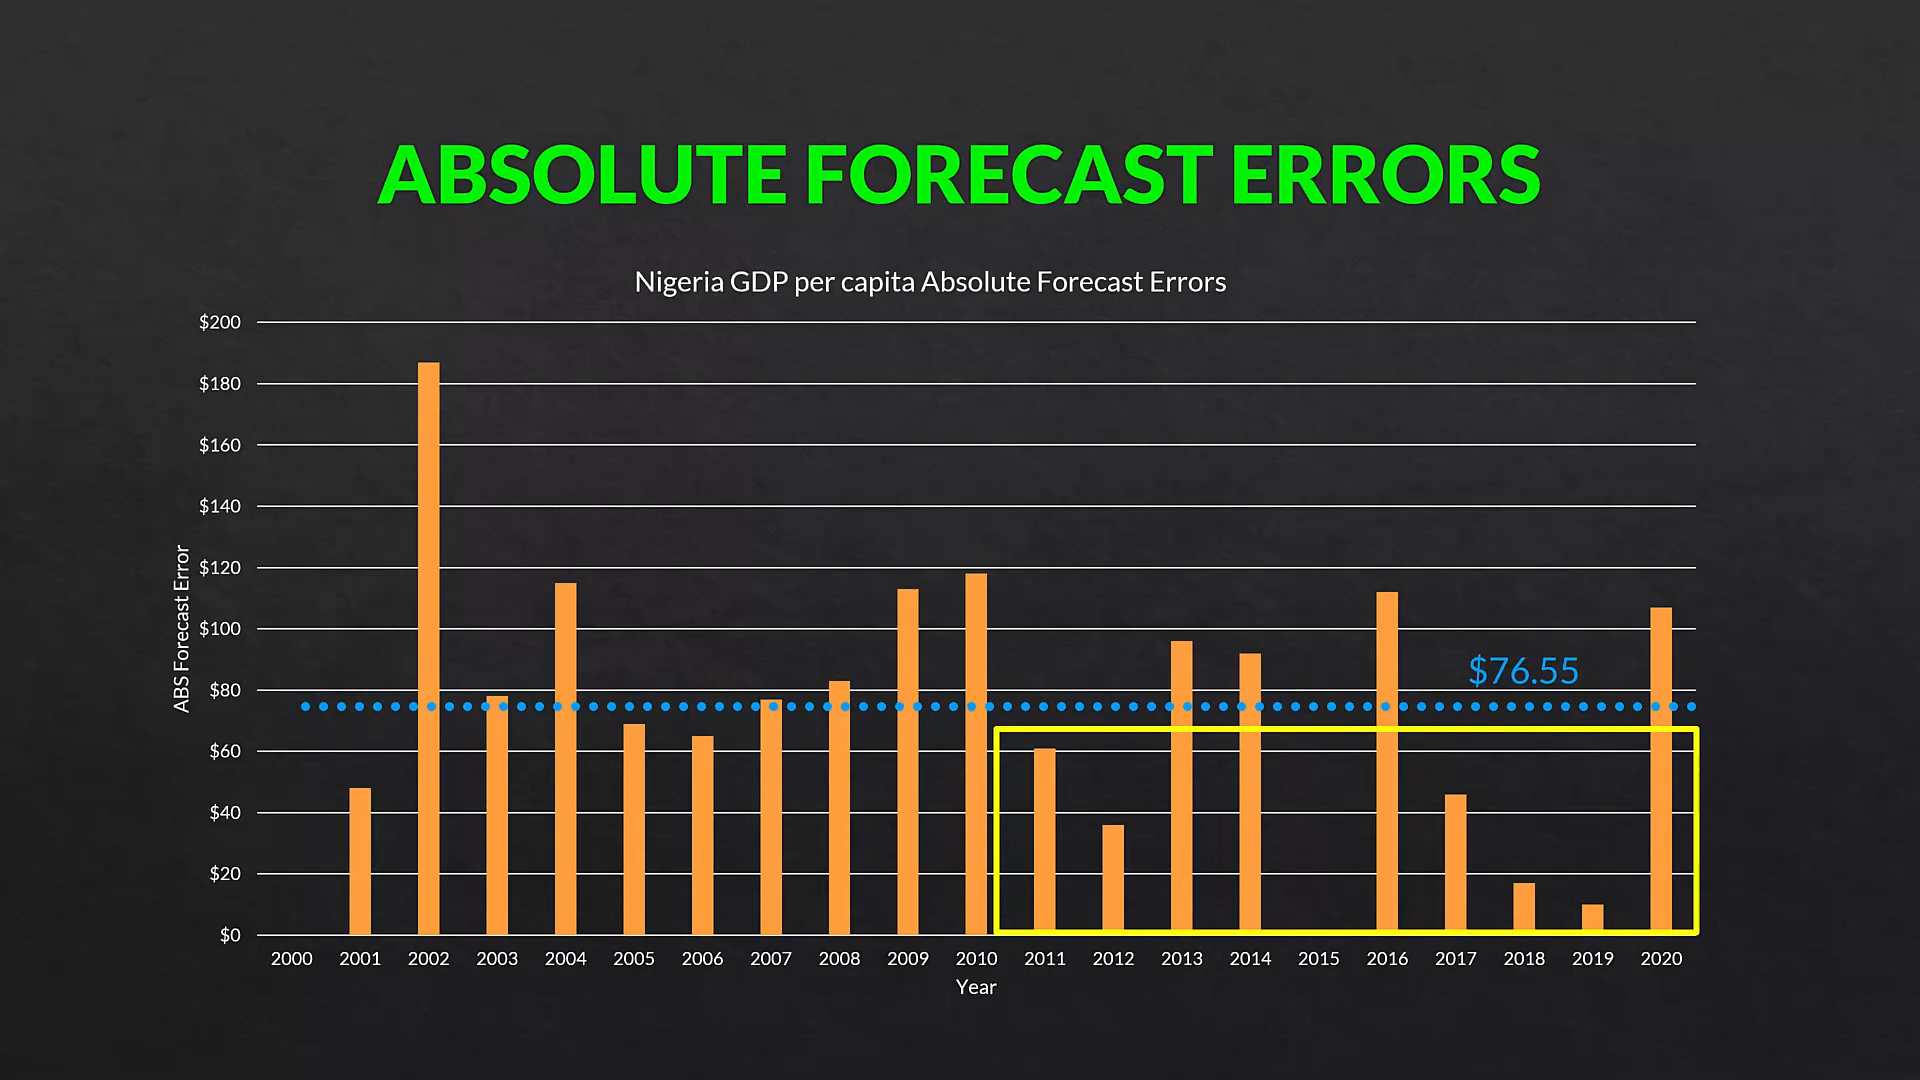 ABSOLUTE FORECAST ERRORS
Nigeria GDP per capita Absolute Forecast Errors
$200
$180
$160
$140
$120
$100
$80
$60
$40
$20
$0
ABS Forecast Error
$76.55
2000 2001 2002 2003 2004 2005 2006 2007 2008 2009 2010 2011 2012 2013 2014 2015 2016 2017 2018 2019 2020
Year